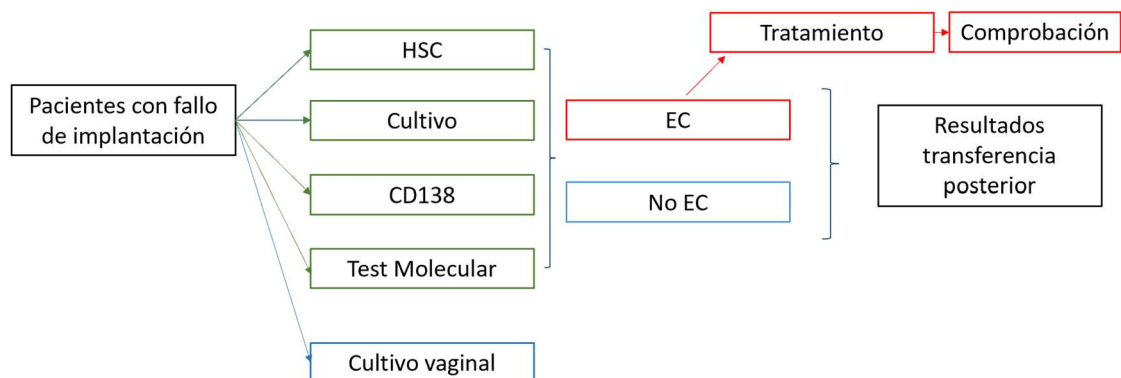 Pacientes con fallo
de implantación
HSC
Cultivo
CD138
Test Molecular
Cultivo vaginal
EC
No EC
Tratamiento
Comprobación
Resultados
transferencia
posterior